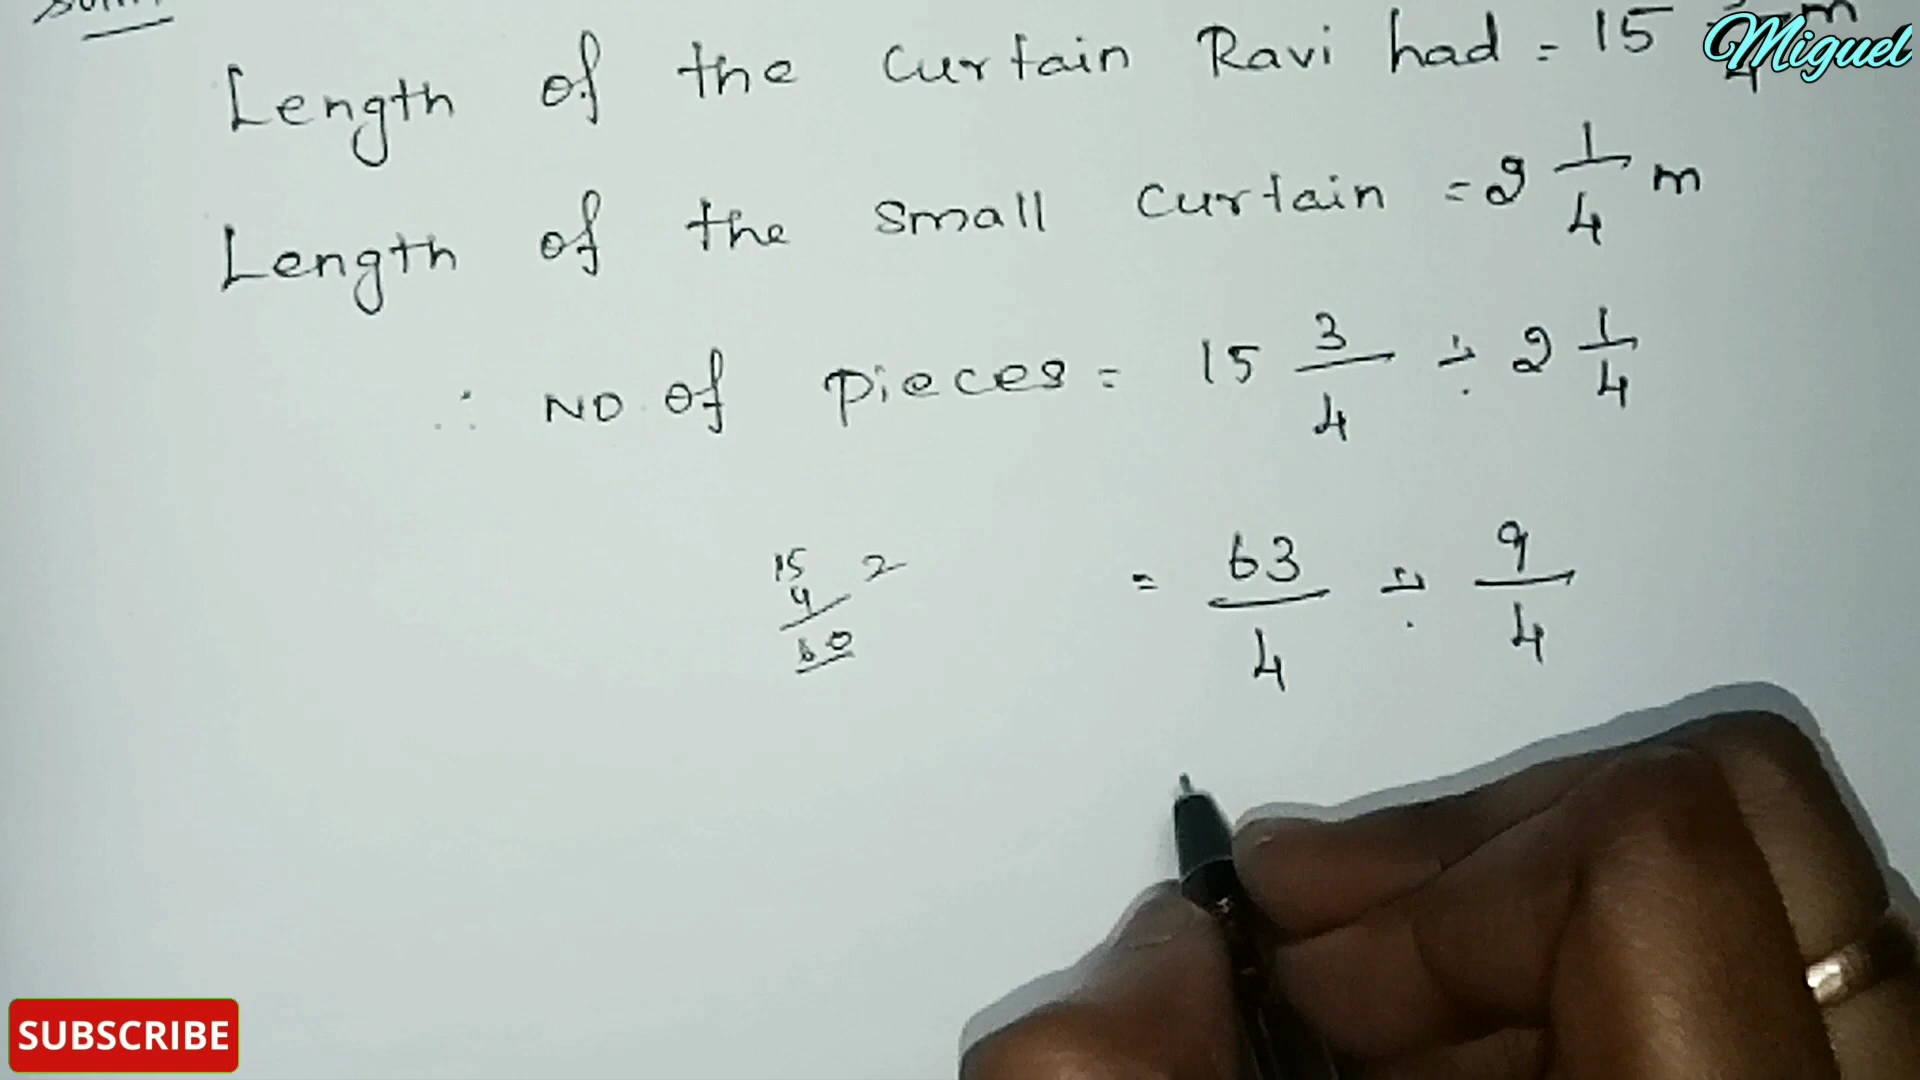 Length of the curtain Ravi had = 15 /4 m
Miguel
Length of the small curtain = 2 1/4 m
∴ NO of pieces = 15 3/4 ÷ 2 1/4
15 2
4
60
= 63/4 ÷ 9/4
SUBSCRIBE